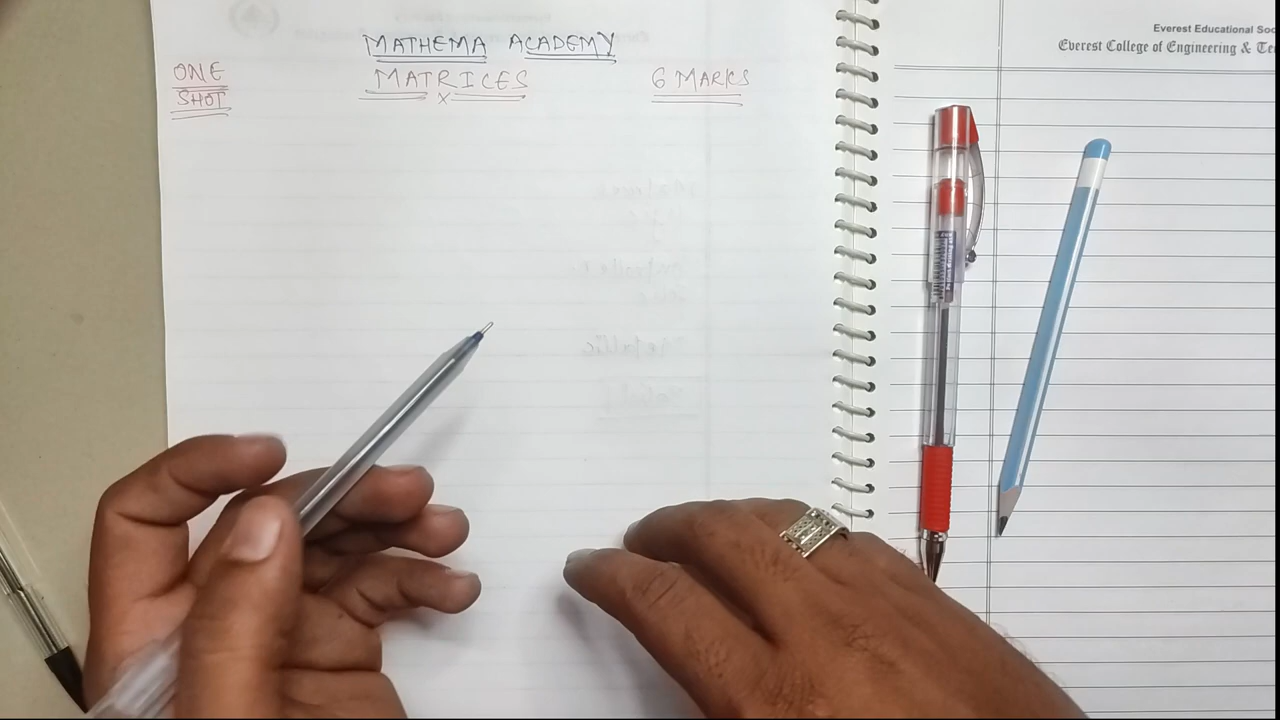 MATHEMA ACADEMY
ONE SHOT
MATRICES
6 MARKS
Everest Educational Soc
Everest College of Engineering & Te